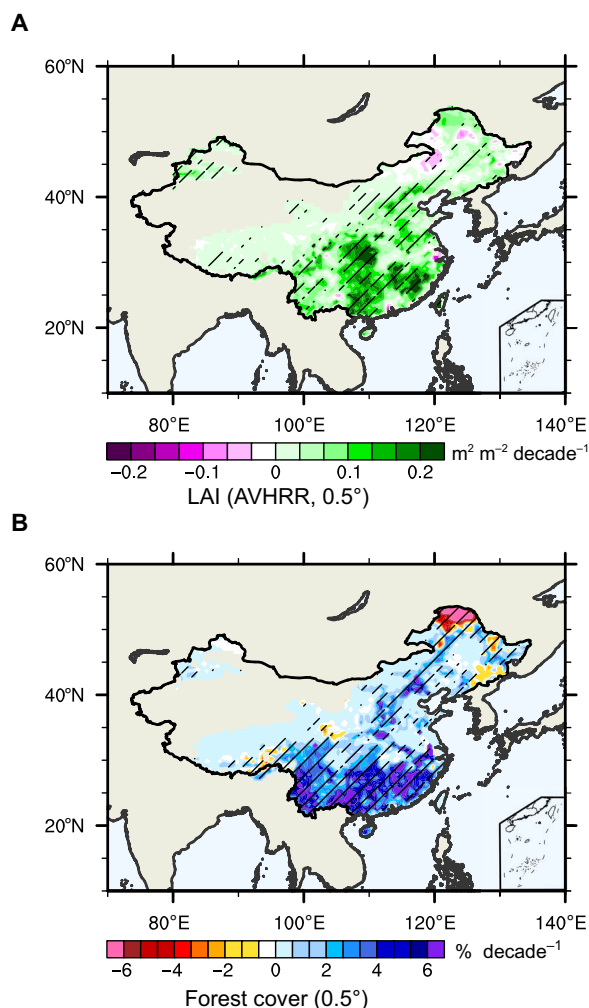 A
60°N
40°N
20°N
80°E 100°E 120°E 140°E
−0.2 −0.1 0 0.1 0.2 m² m⁻² decade⁻¹
LAI (AVHRR, 0.5°)
B
60°N
40°N
20°N
80°E 100°E 120°E 140°E
−6 −4 −2 0 2 4 6 % decade⁻¹
Forest cover (0.5°)